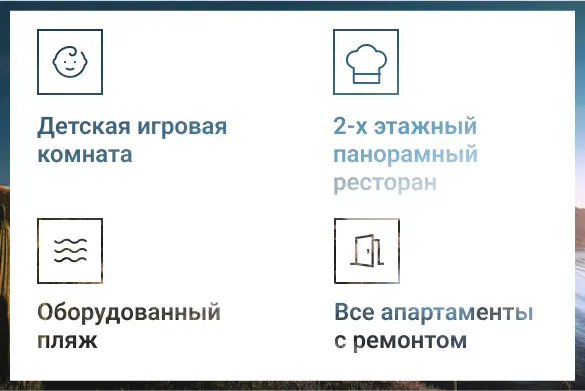 Детская игровая
комната
2-х этажный
панорамный
ресторан
Оборудованный
пляж
Все апартаменты
с ремонтом